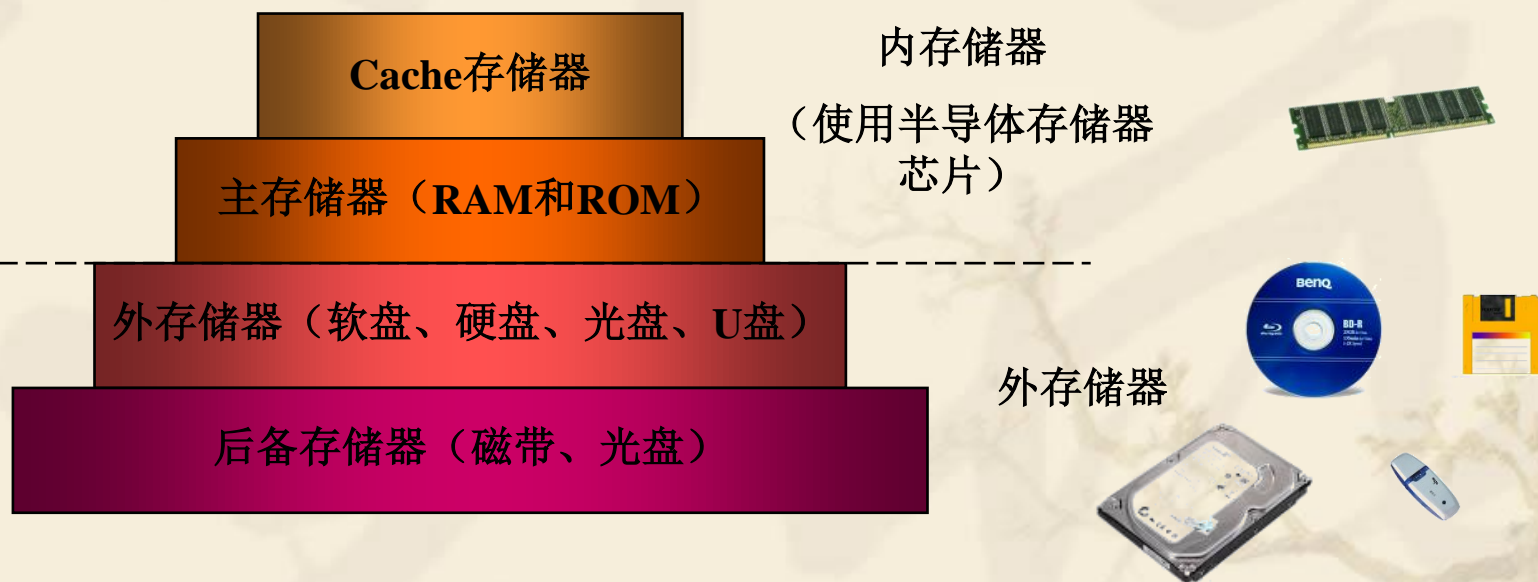 Cache存储器
主存储器（RAM和ROM）
外存储器（软盘、硬盘、光盘、U盘）
后备存储器（磁带、光盘）
内存储器
（使用半导体存储器
芯片）
外存储器
BenQ
BD-R